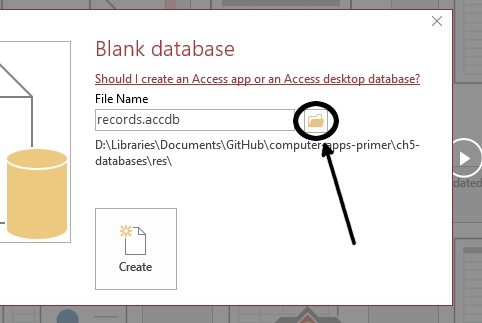 Blank database
Should I create an Access app or an Access desktop database?
File Name
records.accdb
D:\Libraries\Documents\GitHub\computer-apps-primer\ch5-
databases\res\
dated
Create